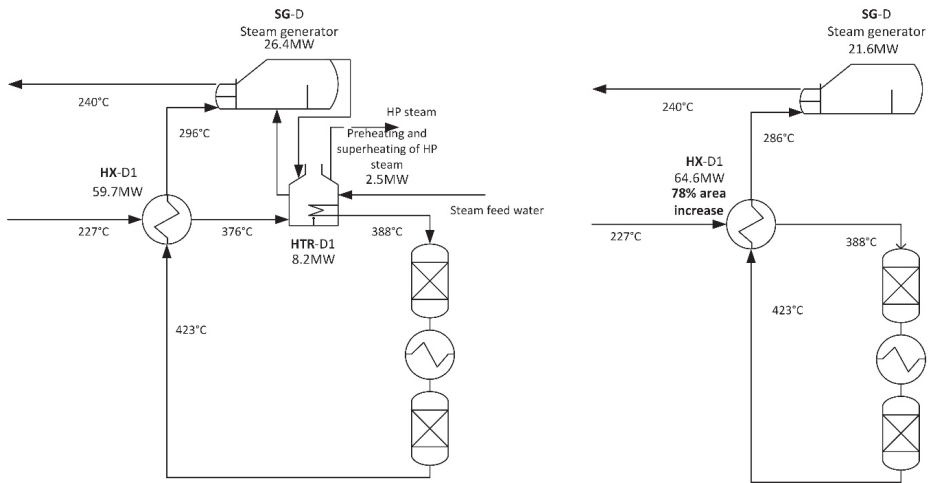 SG-D
Steam generator
26.4MW
240°C
296°C
HP steam
Preheating and
superheating of HP
steam
2.5MW
HX-D1
59.7MW
Steam feed water
227°C
376°C
388°C
HTR-D1
8.2MW
423°C
SG-D
Steam generator
21.6MW
240°C
286°C
HX-D1
64.6MW
78% area
increase
227°C
388°C
423°C